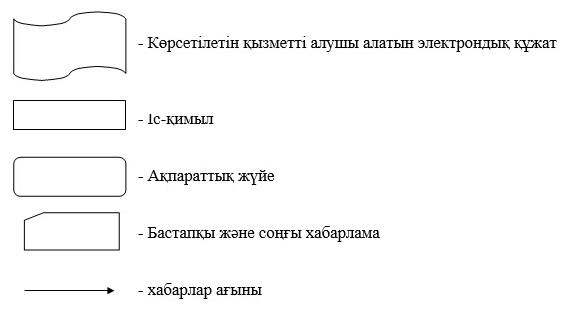 - Көрсетілетін қызметті алушы алатын электрондық құжат
- Іс-қимыл
- Ақпараттық жүйе
- Бастапқы және соңғы хабарлама
- хабарлар ағыны